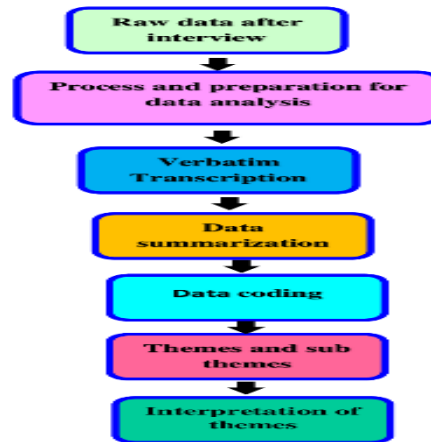 Raw data after
interview
Process and preparation for
data analysis
Verbatim
Transcription
Data
summarization
Data coding
Themes and sub
themes
Interpretation of
themes